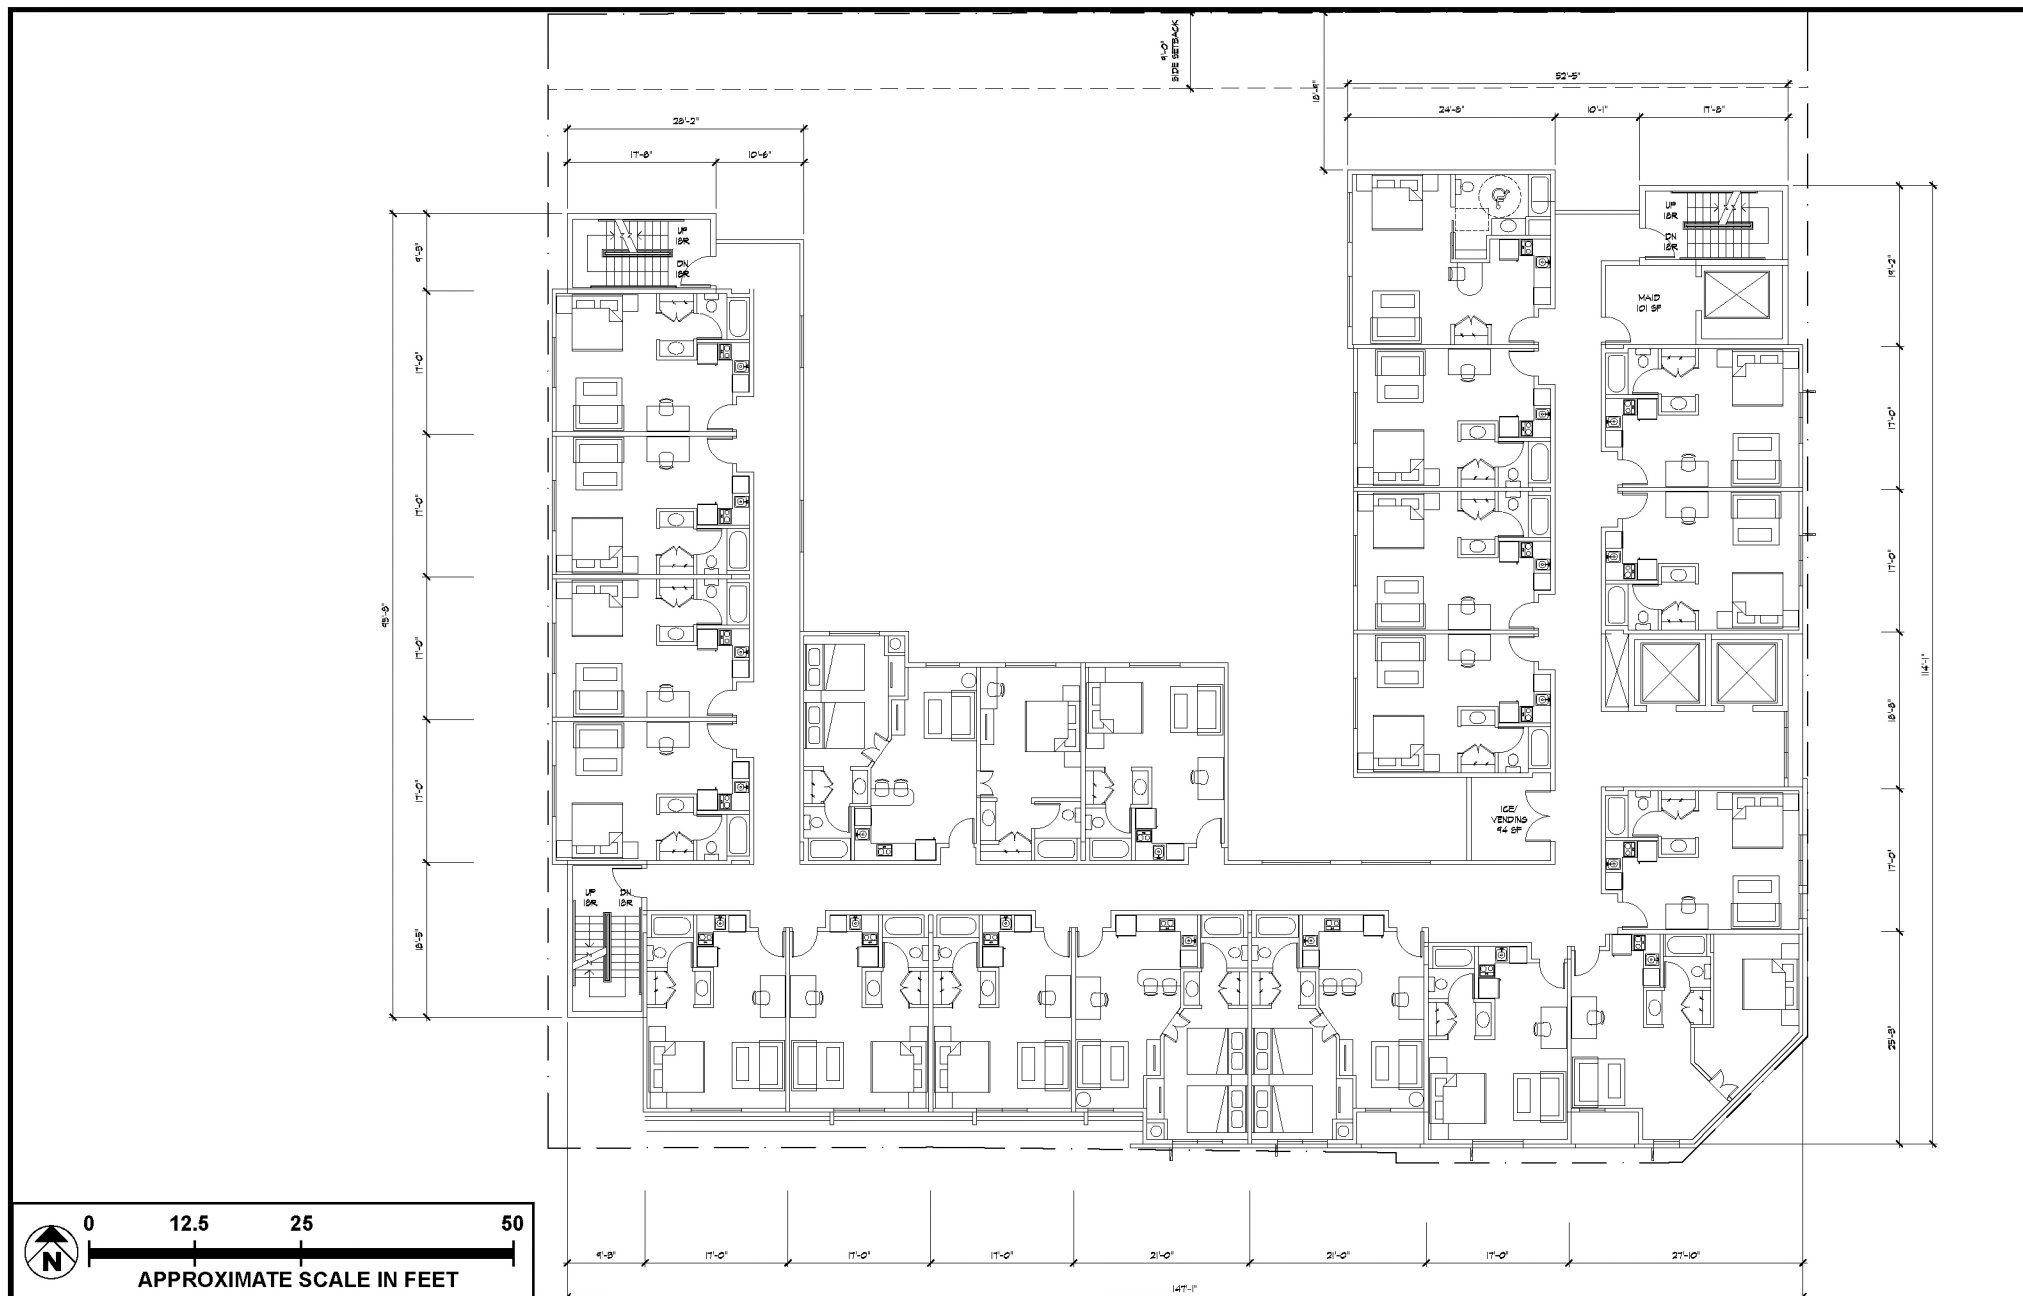 9'-0"
SIDE SETBACK
18'-9"
52'-5"
24'-8"
10'-1"
17'-8"
28'-2"
17'-8"
10'-6"
UP
18R
DN
18R
UP
18R
DN
18R
9'-3"
17'-0"
17'-0"
17'-0"
17'-0"
18'-5"
95'-8"
MAID
101 SF
19'-2"
17'-0"
17'-0"
18'-8"
17'-0"
25'-3"
114'-1"
ICE/
VENDING
94 SF
UP
18R
DN
18R
9'-3"
17'-0"
17'-0"
17'-0"
21'-0"
21'-0"
17'-0"
27'-10"
147'-1"
0
12.5
25
50
N
APPROXIMATE SCALE IN FEET